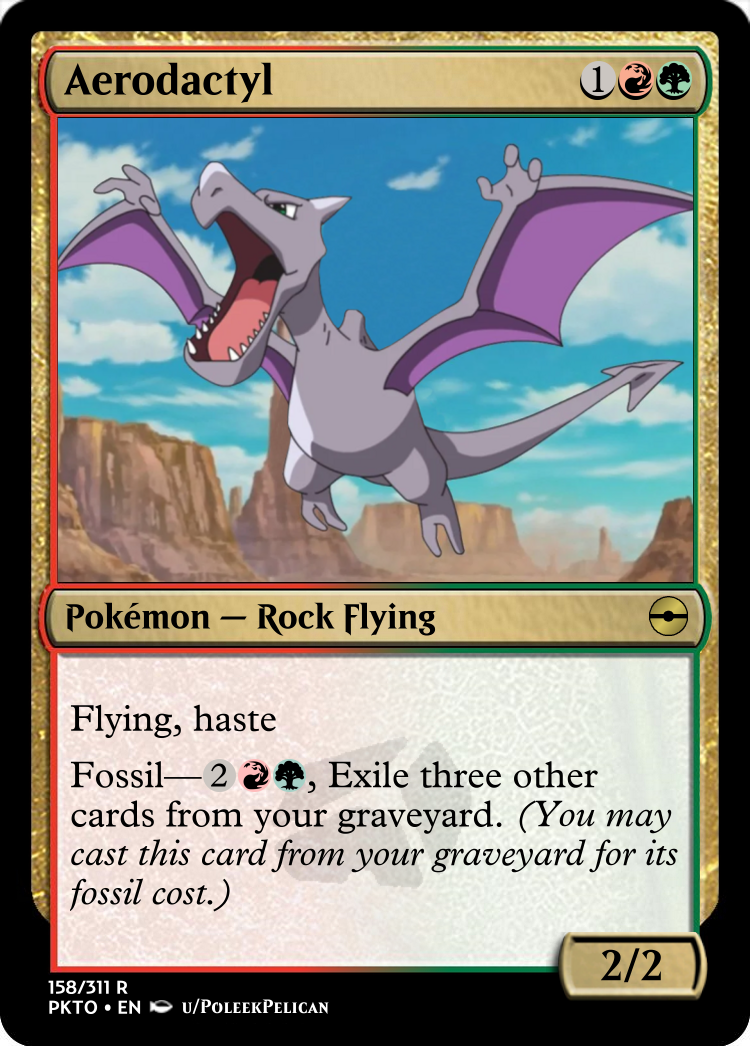 Aerodactyl 1
Pokémon — Rock Flying
Flying, haste
Fossil—2, Exile three other
cards from your graveyard. (You may
cast this card from your graveyard for its
fossil cost.)
2/2
158/311 R
PKTO • EN u/PoleekPelican